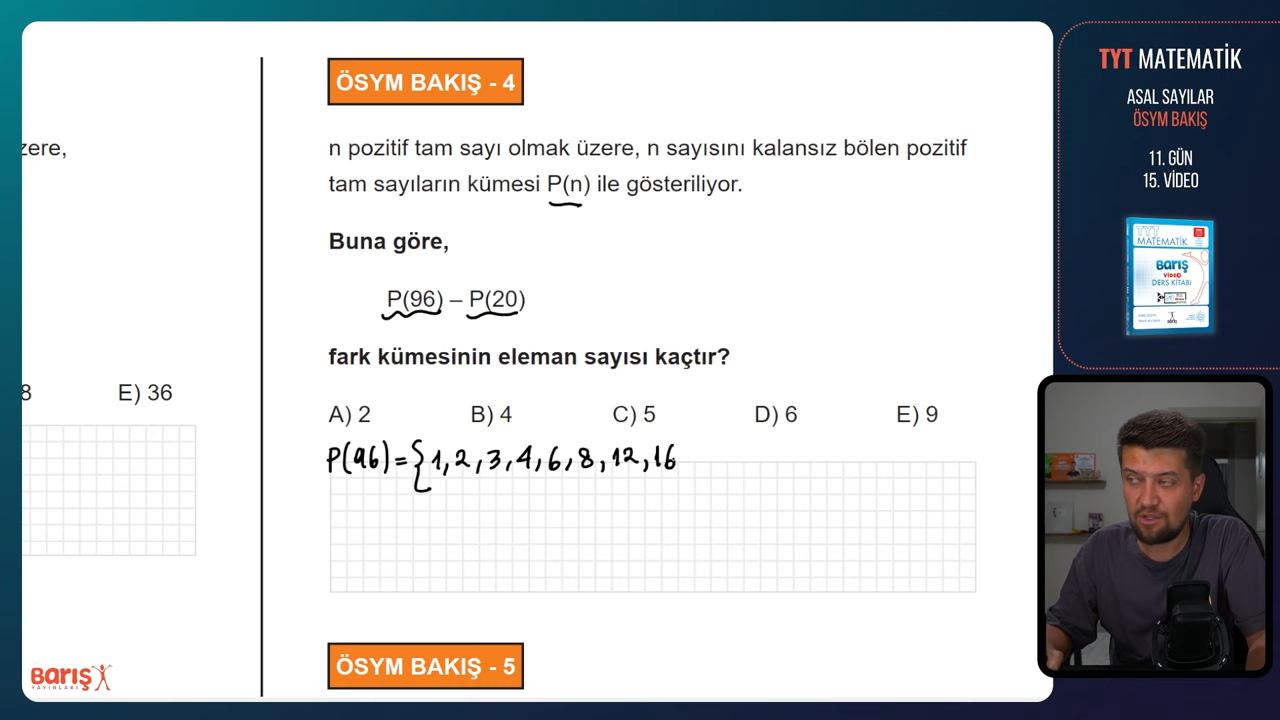 zere,
8
E) 36
ÖSYM BAKIŞ - 4
n pozitif tam sayı olmak üzere, n sayısını kalansız bölen pozitif
tam sayıların kümesi P(n) ile gösteriliyor.
Buna göre,
P(96) – P(20)
fark kümesinin eleman sayısı kaçtır?
A) 2
B) 4
C) 5
D) 6
E) 9
P(96) = { 1, 2, 3, 4, 6, 8, 12, 16
ÖSYM BAKIŞ - 5
BARIŞ
YAYINLARI
TYT MATEMATİK
ASAL SAYILAR
ÖSYM BAKIŞ
11. GÜN
15. VİDEO
TYT
MATEMATİK
BARIŞ
VİDEO
DERS KİTABI